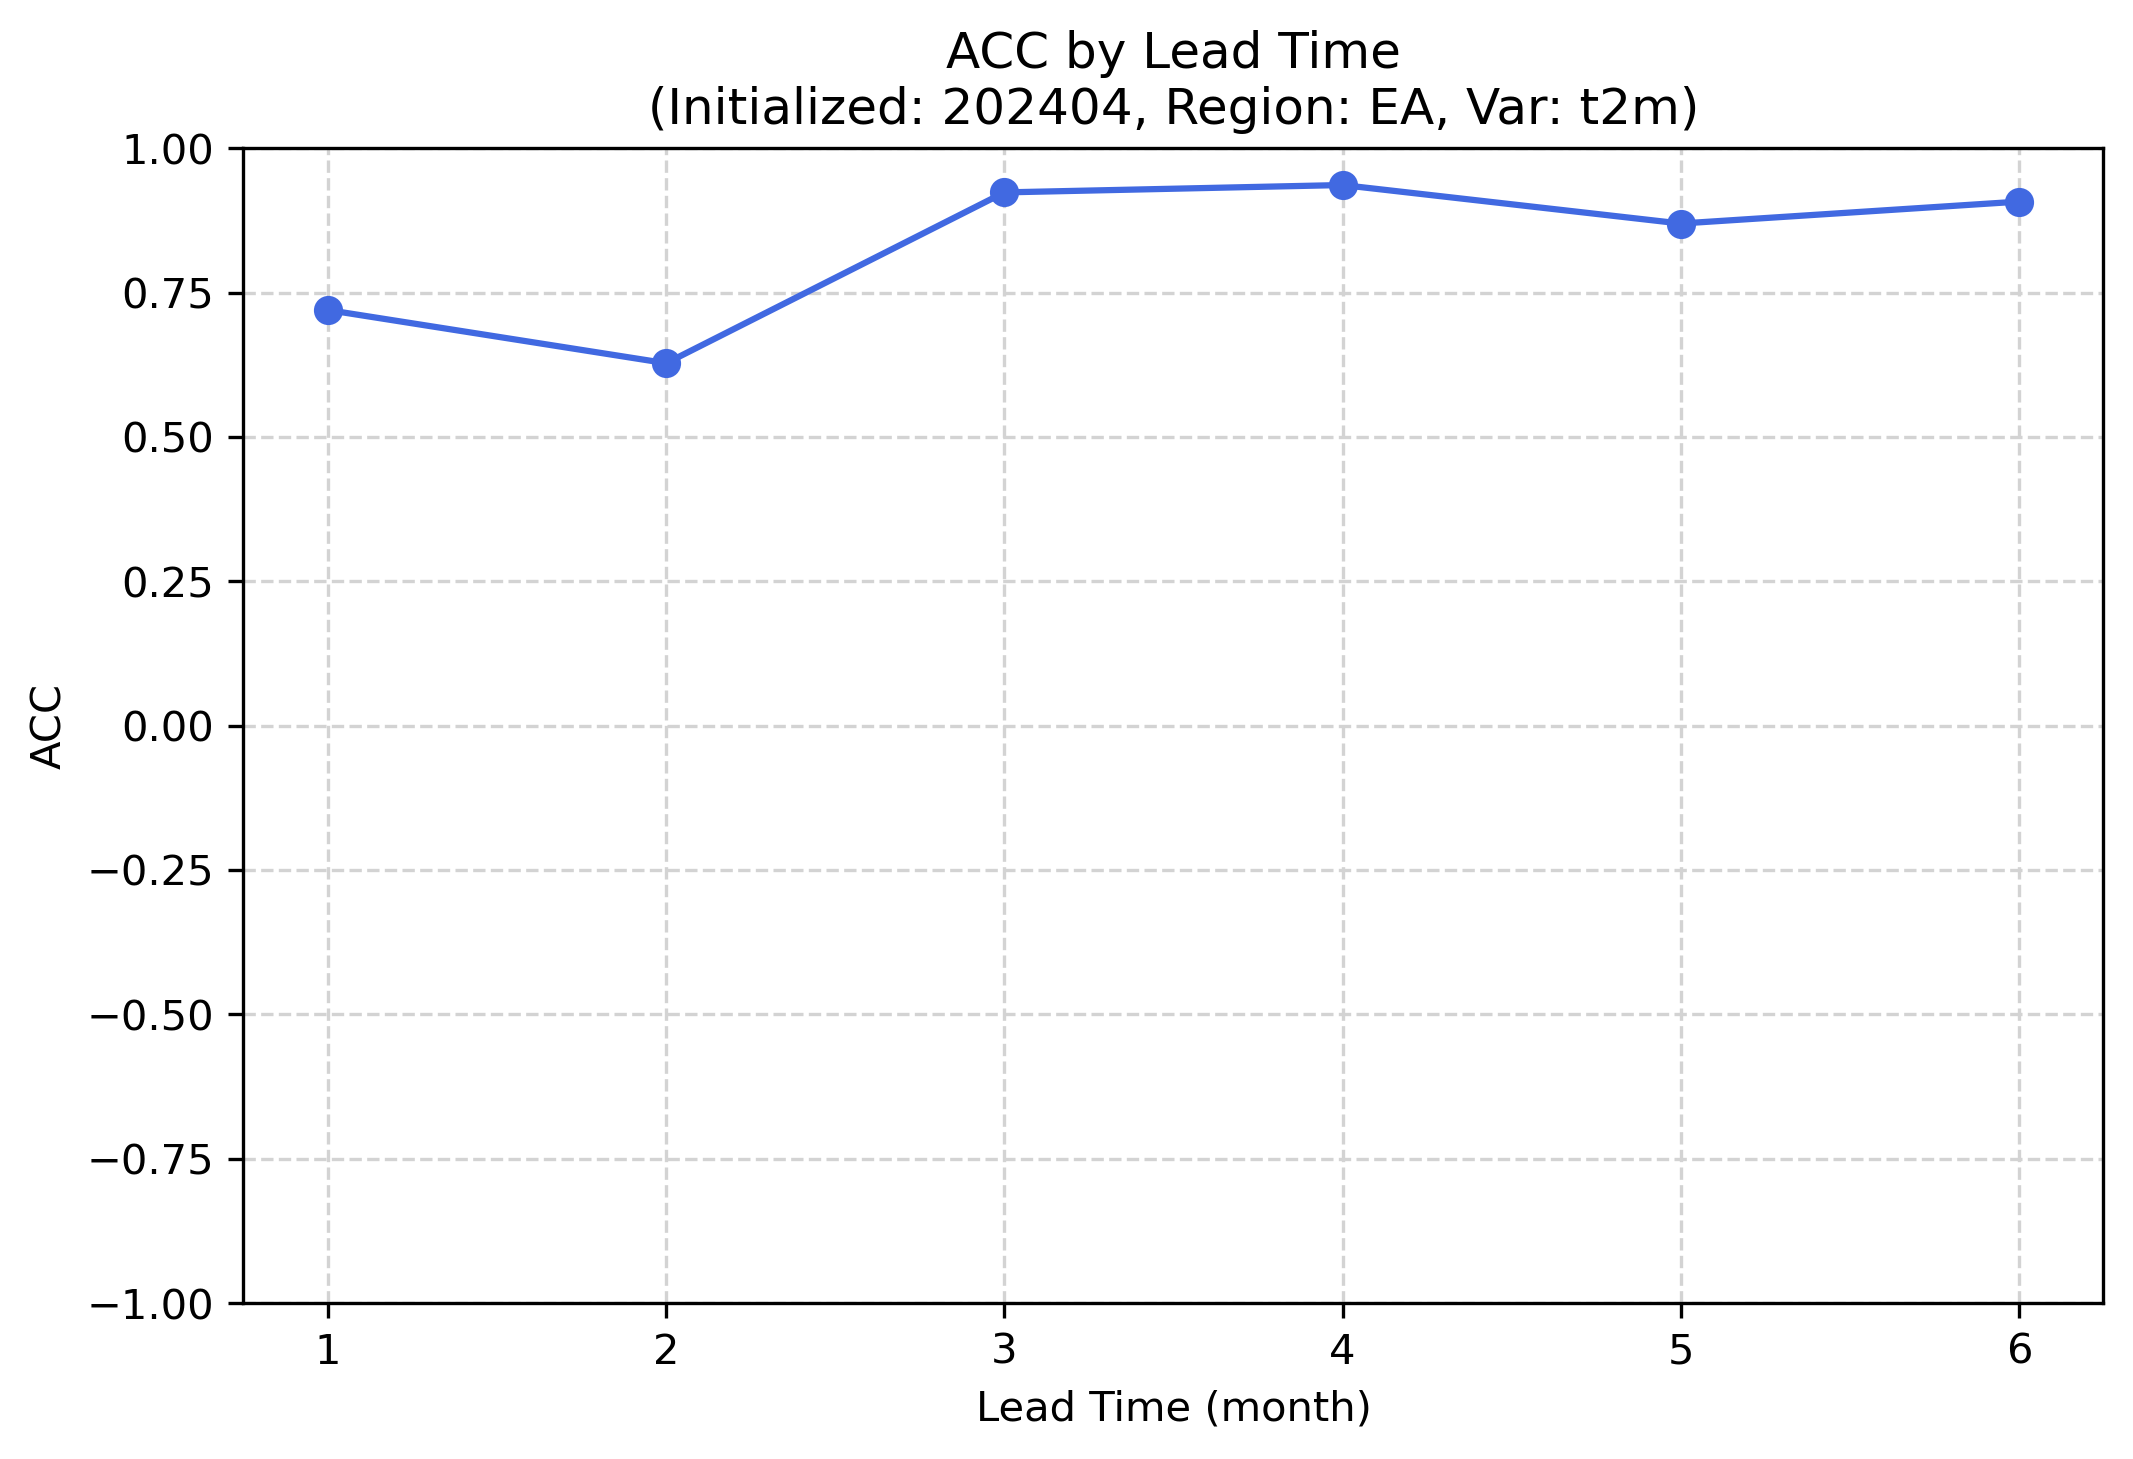 ACC by Lead Time
(Initialized: 202404, Region: EA, Var: t2m)
1.00
0.75
0.50
0.25
0.00
−0.25
−0.50
−0.75
−1.00
ACC
1 2 3 4 5 6
Lead Time (month)